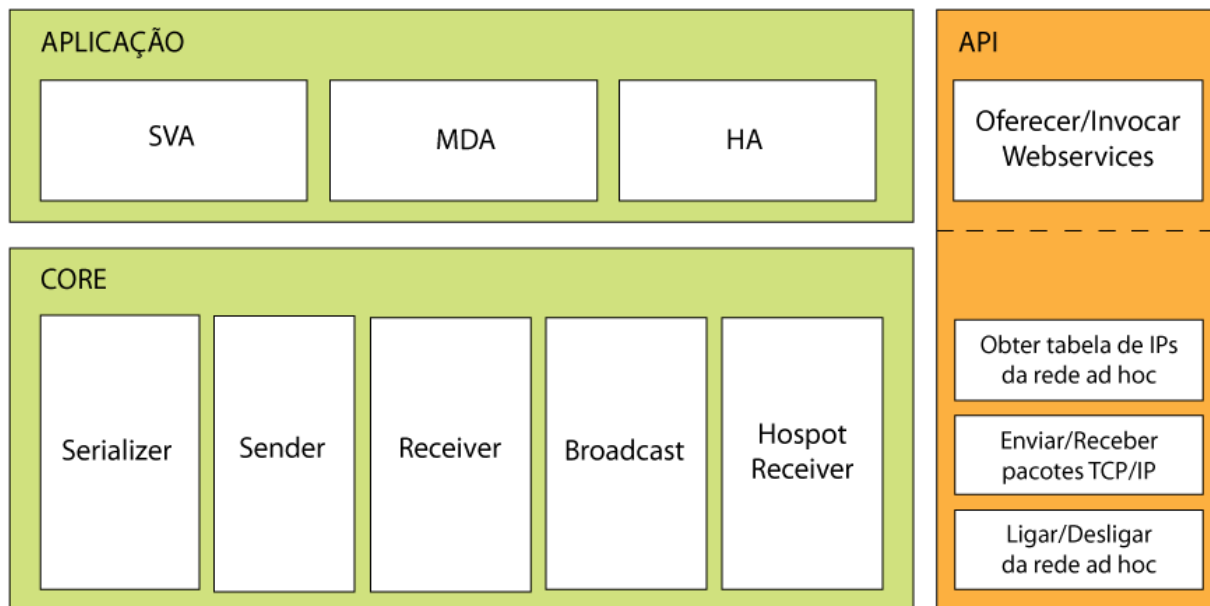 APLICAÇÃO
SVA
MDA
HA
CORE
Serializer
Sender
Receiver
Broadcast
Hospot
Receiver
API
Oferecer/Invocar
Webservices
Obter tabela de IPs
da rede ad hoc
Enviar/Receber
pacotes TCP/IP
Ligar/Desligar
da rede ad hoc